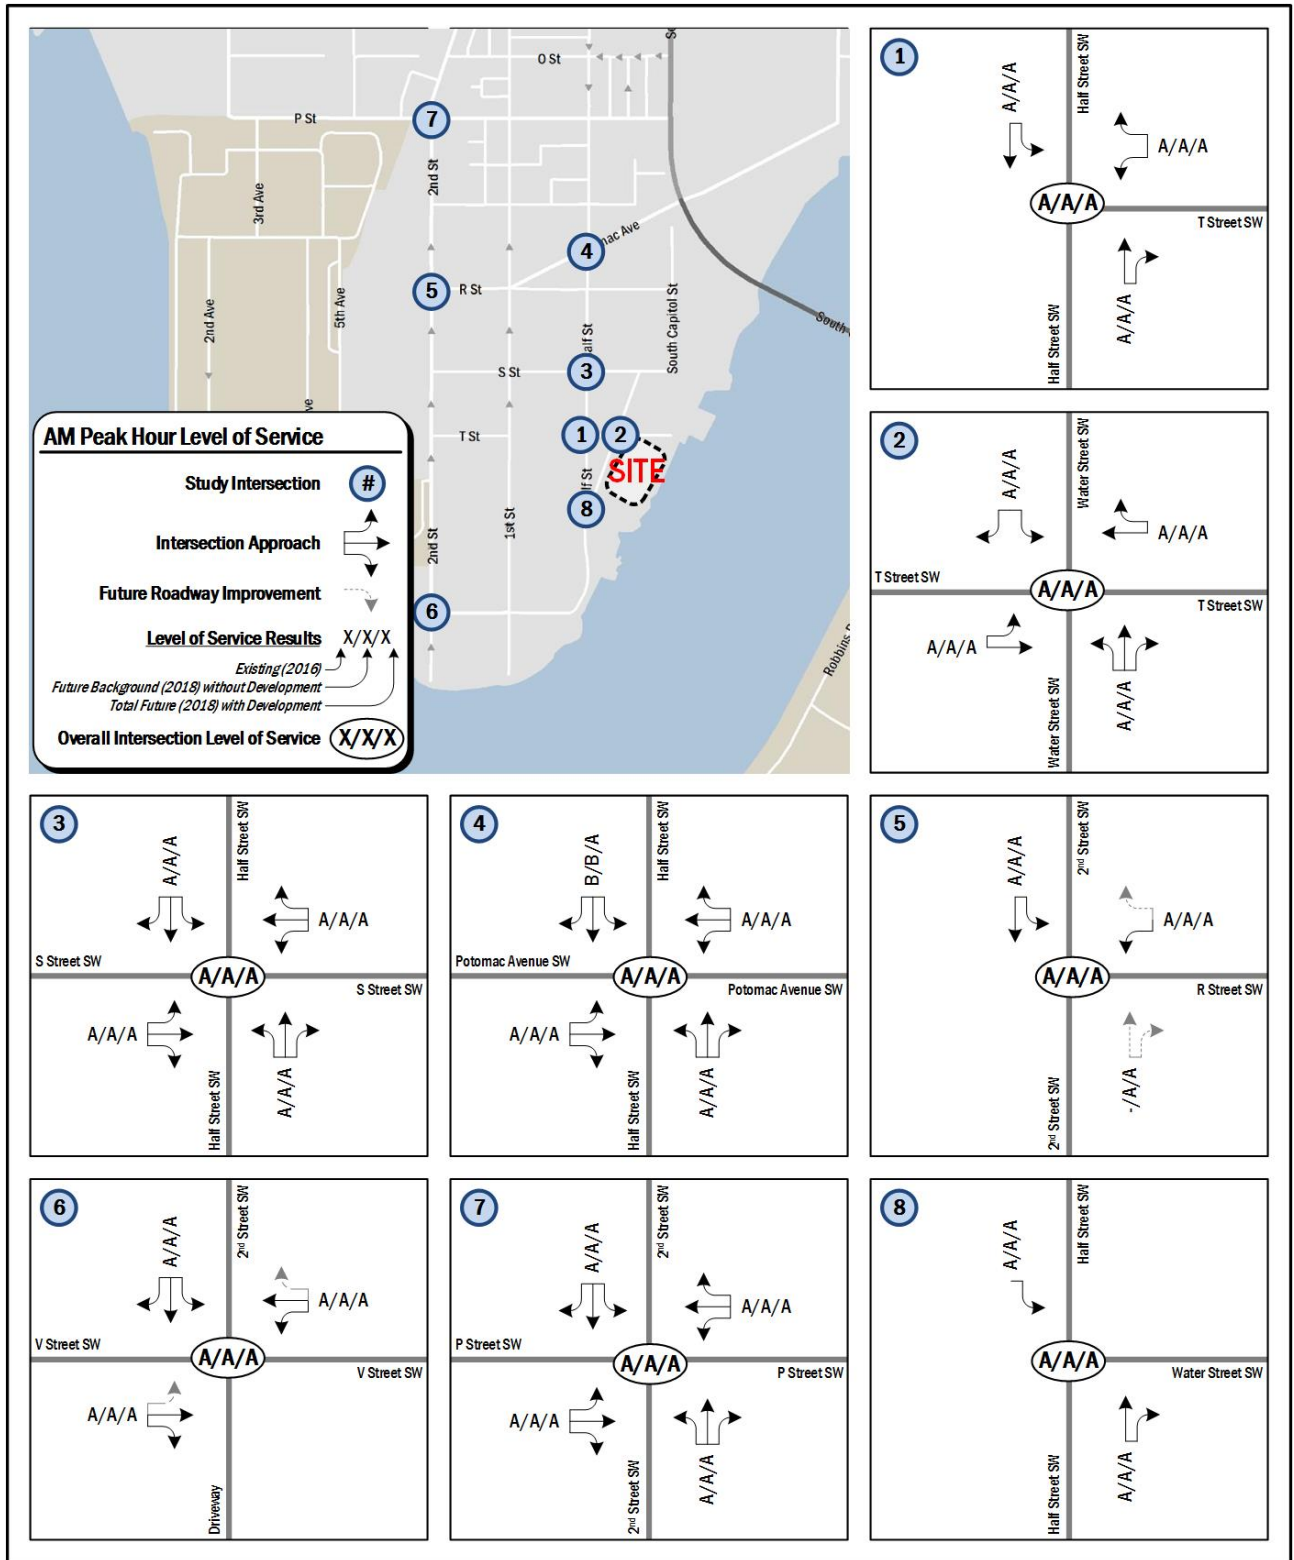 O St
P St
7
2nd St
3rd Ave
4
mac Ave
5
R St
2nd Ave
5th Ave
alf St
South Capitol St
South
S St
3
T St
1
2
SITE
lf St
8
1st St
2nd St
6
ve
Robbins
AM Peak Hour Level of Service
Study Intersection #
Intersection Approach
Future Roadway Improvement
Level of Service Results X/X/X
Existing (2016)
Future Background (2018) without Development
Total Future (2018) with Development
Overall Intersection Level of Service X/X/X
1
Half Street SW
A/A/A
A/A/A
A/A/A
T Street SW
A/A/A
Half Street SW
2
Water Street SW
A/A/A
A/A/A
T Street SW
A/A/A
T Street SW
A/A/A
A/A/A
Water Street SW
3
Half Street SW
A/A/A
A/A/A
S Street SW
A/A/A
S Street SW
A/A/A
A/A/A
Half Street SW
4
Half Street SW
B/B/A
A/A/A
Potomac Avenue SW
A/A/A
Potomac Avenue SW
A/A/A
A/A/A
Half Street SW
5
2nd Street SW
A/A/A
A/A/A
A/A/A
R Street SW
-/A/A
2nd Street SW
6
2nd Street SW
A/A/A
A/A/A
V Street SW
A/A/A
V Street SW
A/A/A
Driveway
7
2nd Street SW
A/A/A
A/A/A
P Street SW
A/A/A
P Street SW
A/A/A
A/A/A
2nd Street SW
8
Half Street SW
A/A/A
A/A/A
Water Street SW
A/A/A
Half Street SW